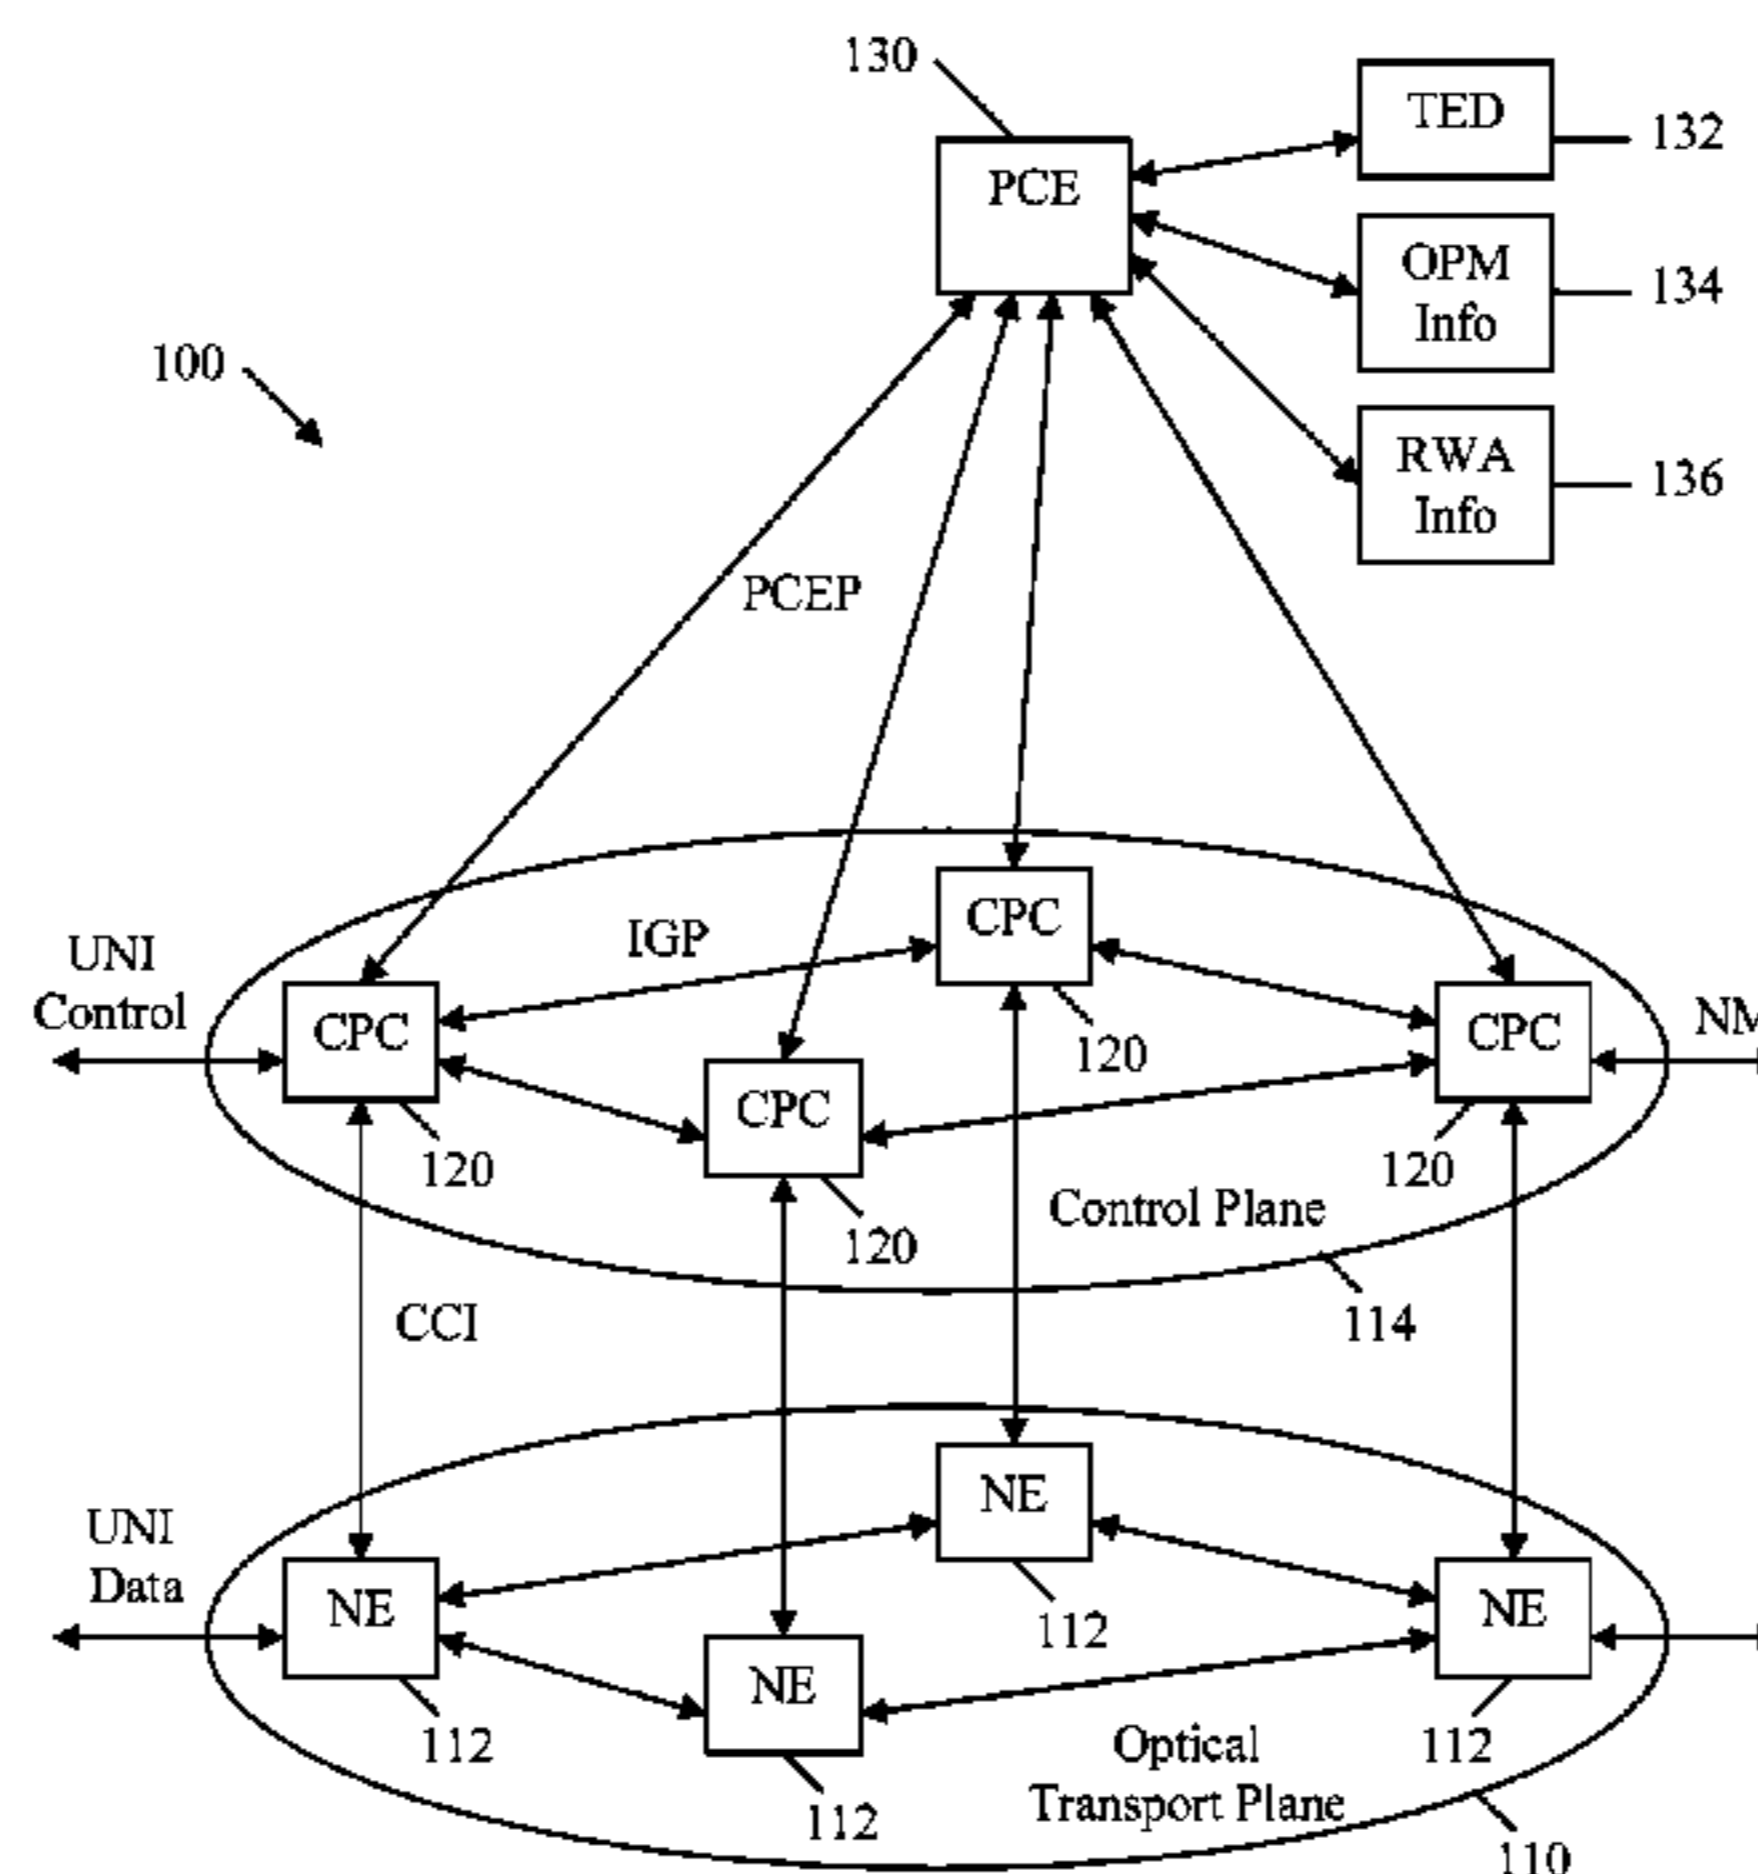 130
TED
132
PCE
OPM
Info
134
100
RWA
Info
136
PCEP
CPC
IGP
UNI
Control
CPC
CPC
NM
120
CPC
120
120
120
Control Plane
114
CCI
NE
UNI
Data
NE
NE
112
NE
112
112
Optical
Transport Plane
112
110